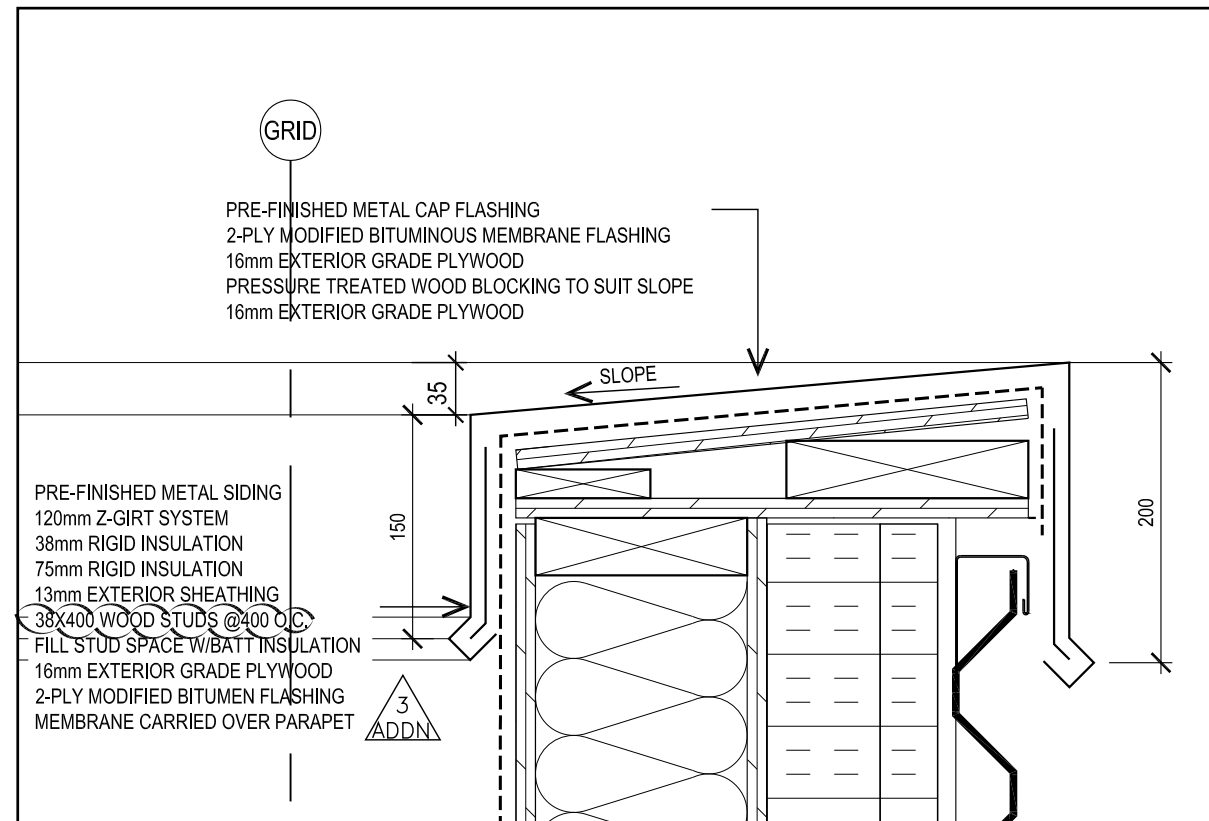 GRID
PRE-FINISHED METAL CAP FLASHING
2-PLY MODIFIED BITUMINOUS MEMBRANE FLASHING
16mm EXTERIOR GRADE PLYWOOD
PRESSURE TREATED WOOD BLOCKING TO SUIT SLOPE
16mm EXTERIOR GRADE PLYWOOD
35
SLOPE
150
200
PRE-FINISHED METAL SIDING
120mm Z-GIRT SYSTEM
38mm RIGID INSULATION
75mm RIGID INSULATION
13mm EXTERIOR SHEATHING
38X400 WOOD STUDS @400 O.C.
FILL STUD SPACE W/BATT INSULATION
16mm EXTERIOR GRADE PLYWOOD
2-PLY MODIFIED BITUMEN FLASHING
MEMBRANE CARRIED OVER PARAPET
3
ADDN